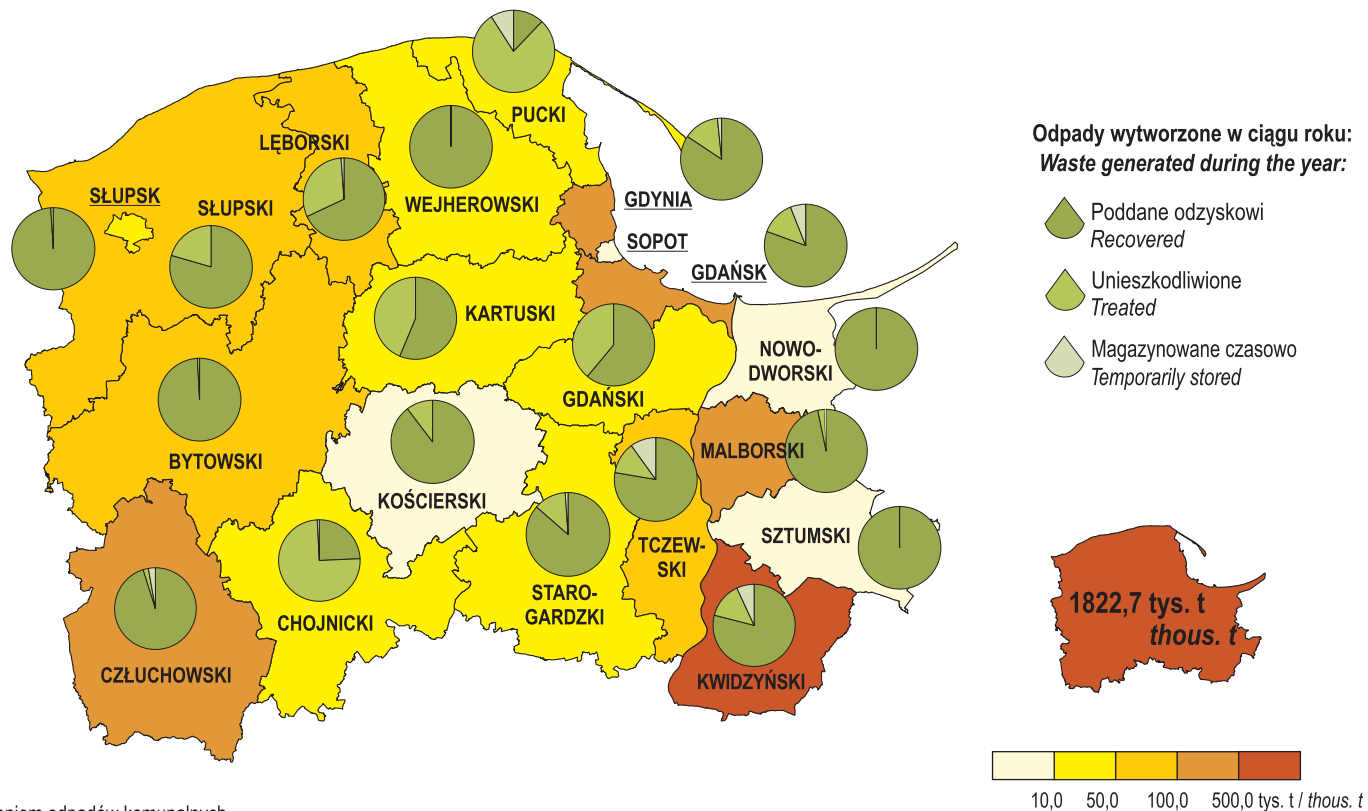 PUCKI
LĘBORSKI
WEJHEROWSKI
SŁUPSK
SŁUPSKI
GDYNIA
SOPOT
GDAŃSK
KARTUSKI
NOWO-
DWORSKI
GDAŃSKI
BYTOWSKI
KOŚCIERSKI
MALBORSKI
SZTUMSKI
TCZEW-
SKI
STARO-
GARDZKI
CHOJNICKI
CZŁUCHOWSKI
KWIDZYŃSKI
Odpady wytworzone w ciągu roku:
Waste generated during the year:
Poddane odzyskowi
Recovered
Unieszkodliwione
Treated
Magazynowane czasowo
Temporarily stored
1822,7 tys. t
thous. t
10,0 50,0 100,0 500,0 tys. t / thous. t